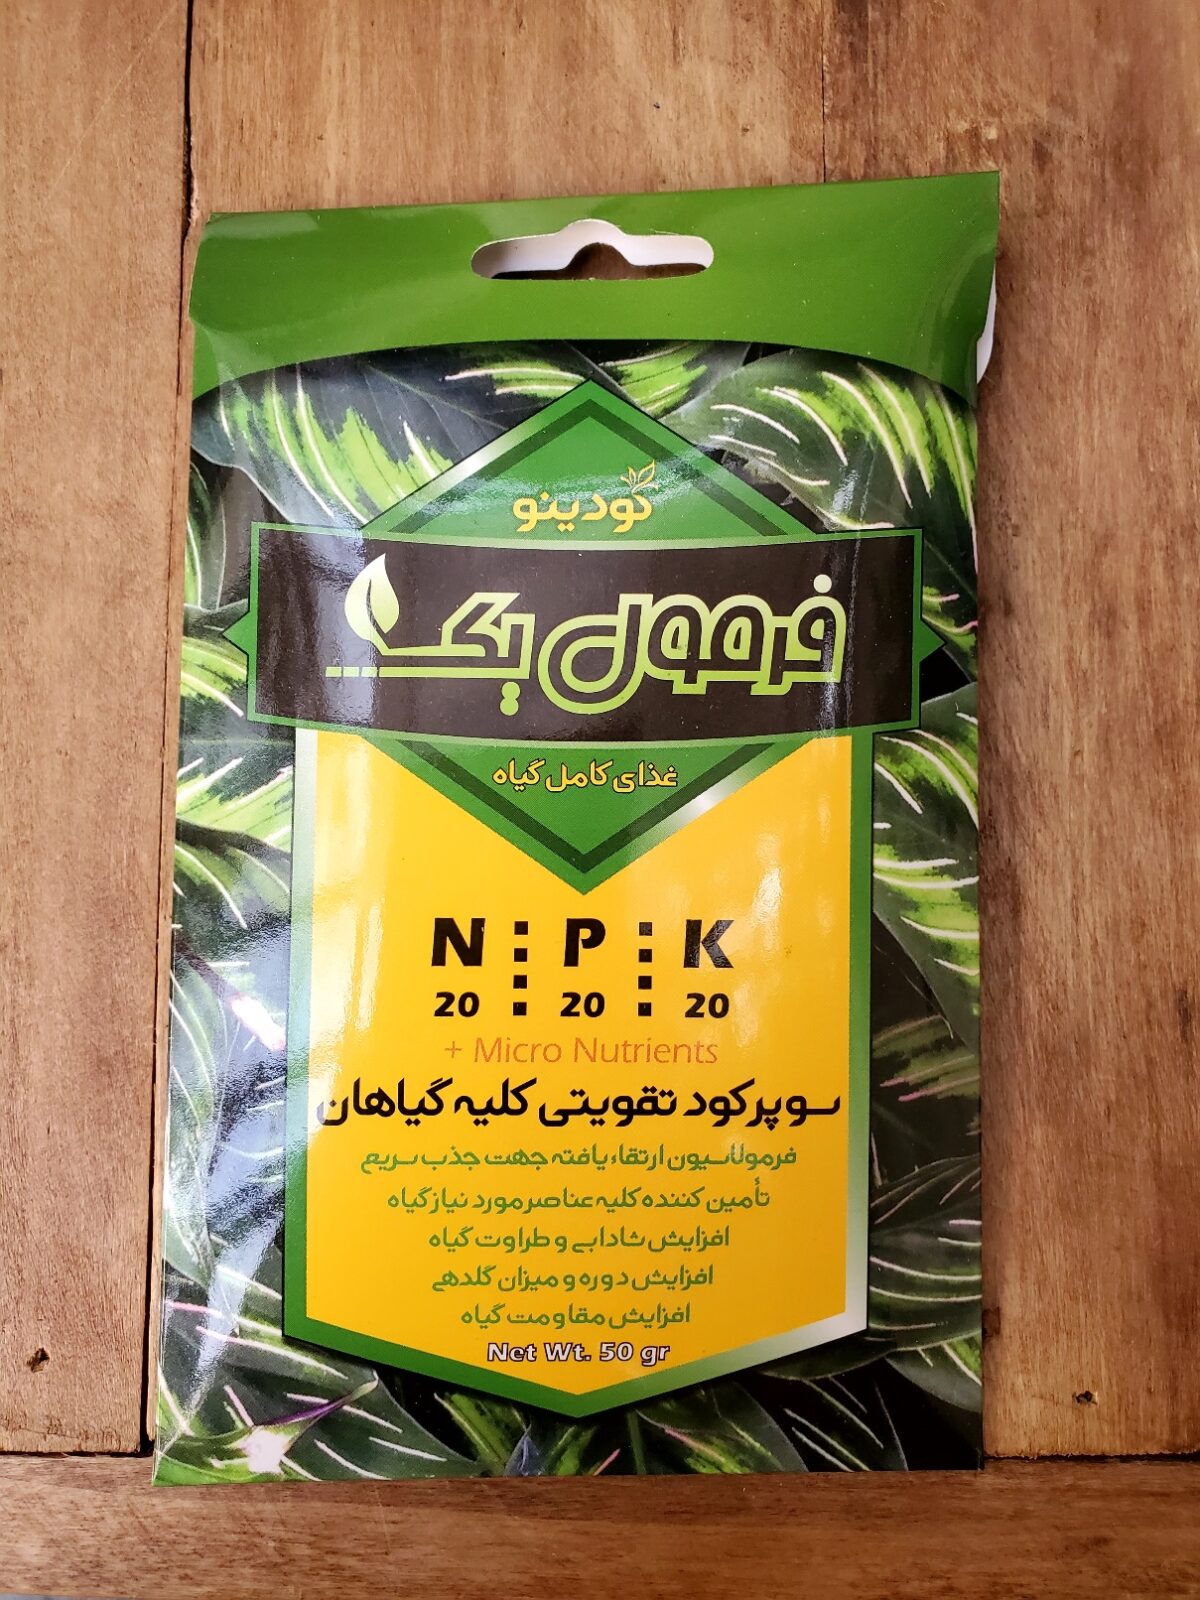 کودینو
فرمول یک
غذای کامل گیاه
N P K
20 20 20
+ Micro Nutrients
سوپرکود تقویتی کلیه گیاهان
فرمولاسیون ارتقاء یافته جهت جذب سریع
تأمین کننده کلیه عناصر مورد نیاز گیاه
افزایش شادابی و طراوت گیاه
افزایش دوره و میزان گلدهی
افزایش مقاومت گیاه
Net Wt. 50 gr